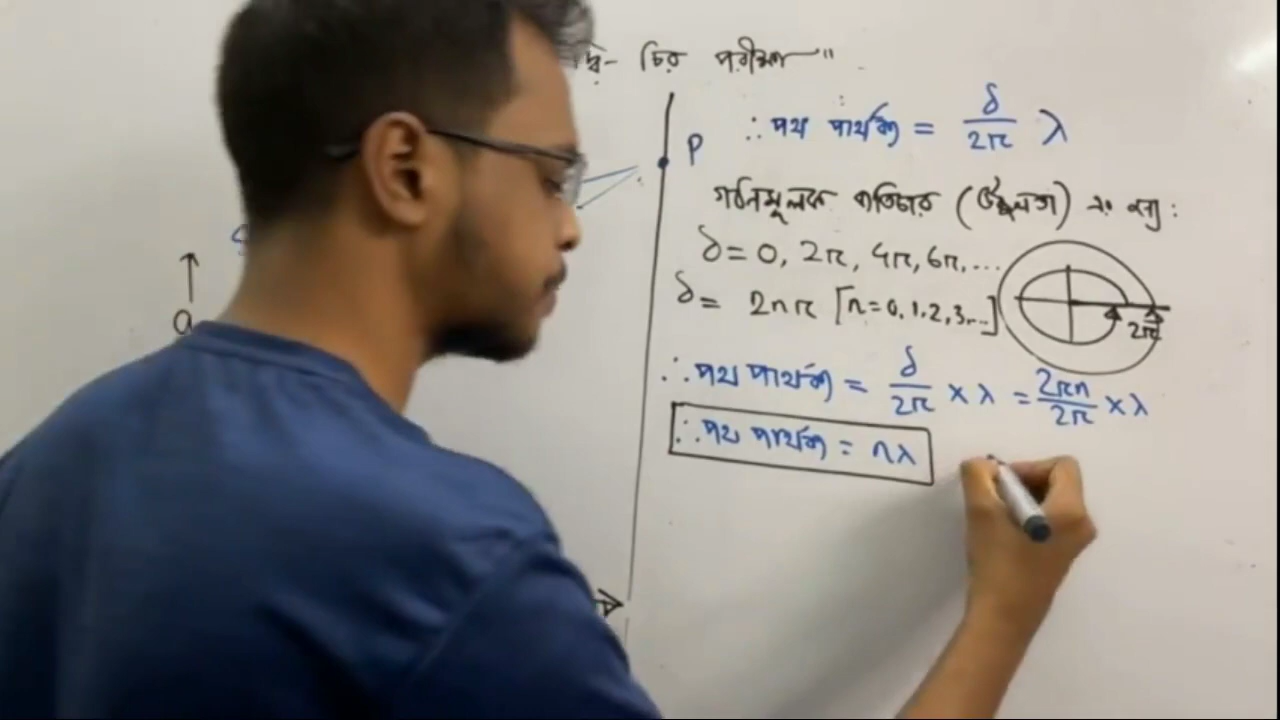 দ্বি- চির পরীক্ষা"
∴ পথ পার্থক্য = δ/2π λ
P
গঠনমূলক ব্যতিচার (উজ্জ্বলতা) এর জন্য :
δ = 0, 2π, 4π, 6π, ...
δ = 2nπ [n = 0, 1, 2, 3, ...]
2π
a
∴ পথ পার্থক্য = δ/2π × λ = 2πn/2π × λ
∴ পথ পার্থক্য = nλ